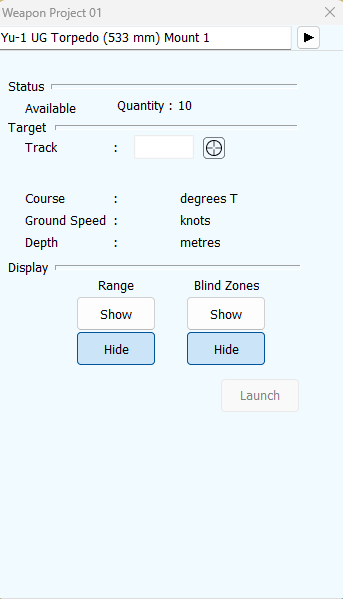 Weapon Project 01
Yu-1 UG Torpedo (533 mm) Mount 1
Status
Available Quantity : 10
Target
Track :
Course : degrees T
Ground Speed : knots
Depth : metres
Display
Range Blind Zones
Show Show
Hide Hide
Launch